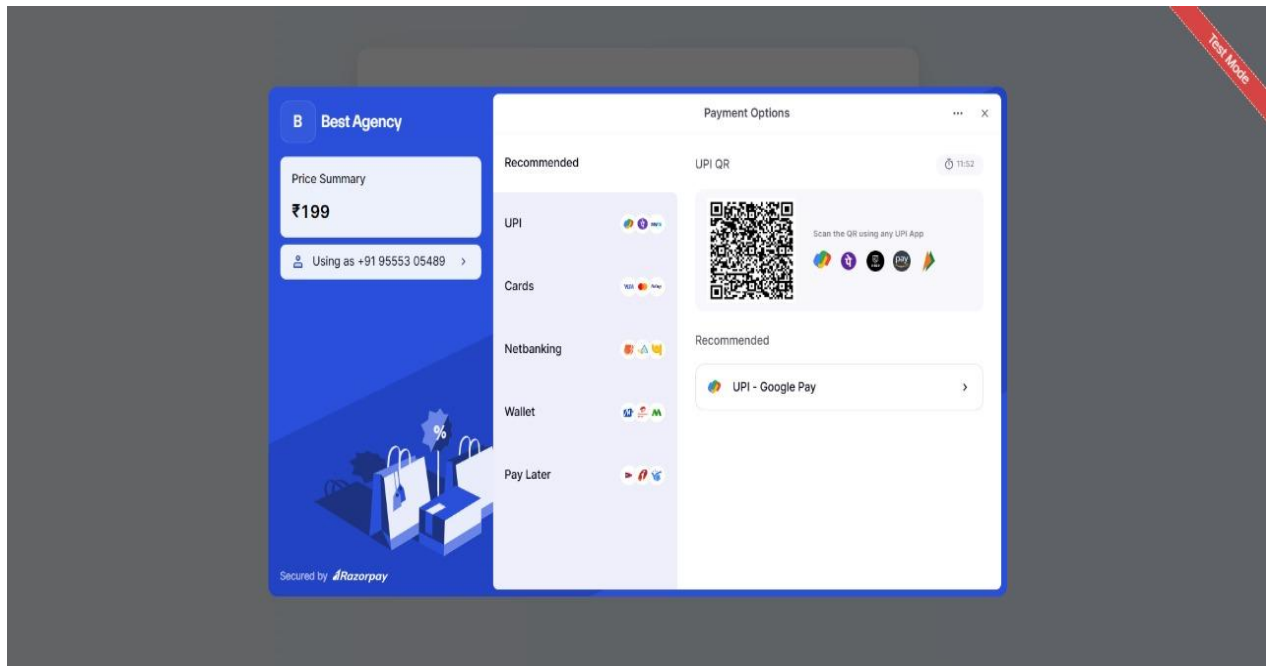 Test Mode
B Best Agency
Price Summary
₹199
Using as +91 95553 05489
Secured by Razorpay
Payment Options
Recommended
UPI
Cards
VISA
Netbanking
Wallet
Pay Later
UPI QR
11:52
Scan the QR using any UPI App
pay
Recommended
UPI - Google Pay